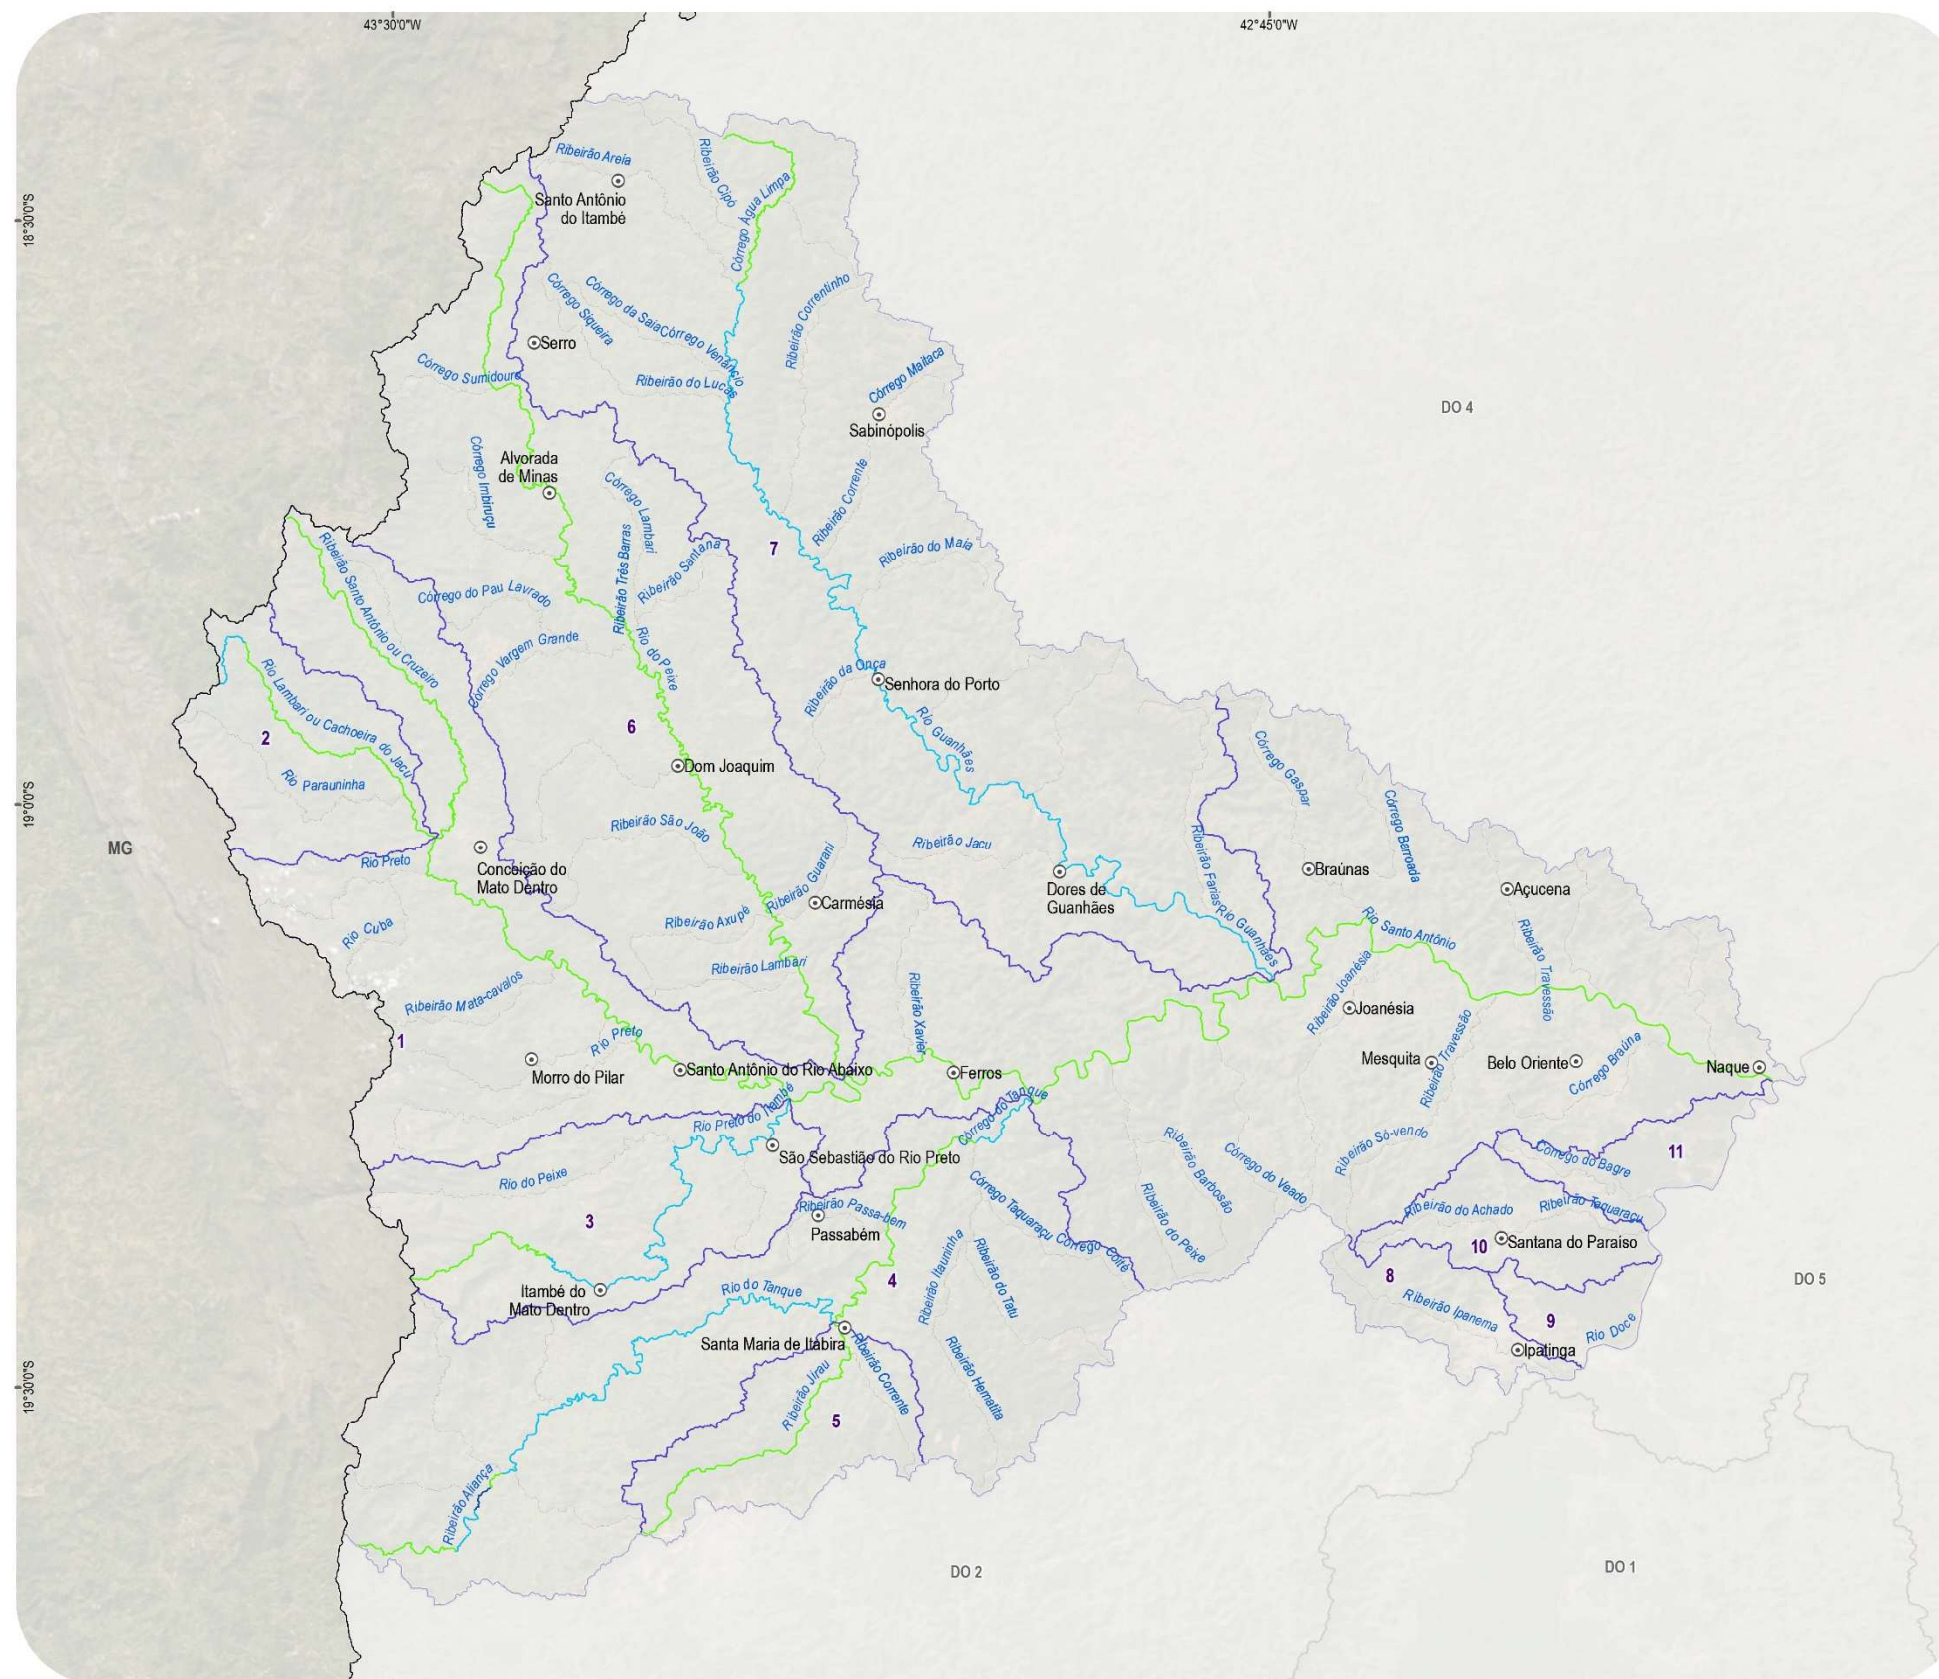 43°30'0"W
42°45'0"W
18°30'0"S
19°0'0"S
19°30'0"S
Ribeirão Areia
Ribeirão Cipó
Santo Antônio
do Itambé
Córrego Água Limpa
Córrego da Saia
Córrego Siqueira
Córrego Venâncio
Ribeirão Correntinho
Serro
Córrego Sumidouro
Ribeirão do Lucas
Córrego Maitaca
Sabinópolis
DO 4
Alvorada
de Minas
Córrego Imbiruçu
Córrego Lambari
Ribeirão Corrente
Ribeirão Três Barras
Ribeirão Santana
7
Ribeirão do Maia
Ribeirão Santo Antônio ou Cruzeiro
Córrego do Pau Lavrado
Córrego Vargem Grande
Rio do Peixe
Ribeirão da Onça
Senhora do Porto
Rio Lambari ou Cachoeira do Jacu
2
6
Rio Guanhães
Rio Parauninha
Dom Joaquim
Córrego Gaspar
Córrego Barroada
MG
Rio Preto
Conceição do
Mato Dentro
Ribeirão São João
Ribeirão Guarani
Ribeirão Jacu
Dores de
Guanhães
Ribeirão Farias
Braúnas
Açucena
Rio Cuba
Ribeirão Axupé
Carmésia
Rio Guanhães
Rio Santo Antônio
Ribeirão Travessão
Ribeirão Mata-cavalos
Ribeirão Lambari
Ribeirão Xavier
Ribeirão Joanésia
Joanésia
1
Rio Preto
Morro do Pilar
Santo Antônio do Rio Abaixo
Ferros
Mesquita
Ribeirão Travessão
Belo Oriente
Córrego Braúna
Naque
Rio Preto do Itambé
Córrego do Tanque
São Sebastião do Rio Preto
Ribeirão Barbosão
Córrego do Veado
Ribeirão Só-vendo
Córrego do Bagre
11
Rio do Peixe
3
Ribeirão Passa-bem
Passabém
Córrego Taquaraçu
Córrego Coité
Ribeirão do Peixe
Ribeirão do Achado
Ribeirão Taquaraçu
10
Santana do Paraíso
Itambé do
Mato Dentro
Rio do Tanque
4
Ribeirão Itauninha
Ribeirão do Tatu
8
Ribeirão Ipanema
9
Rio Doce
DO 5
Santa Maria de Itabira
Ribeirão Jirau
Ribeirão Corrente
Ribeirão Hematita
Ipatinga
5
Ribeirão Aliança
DO 2
DO 1